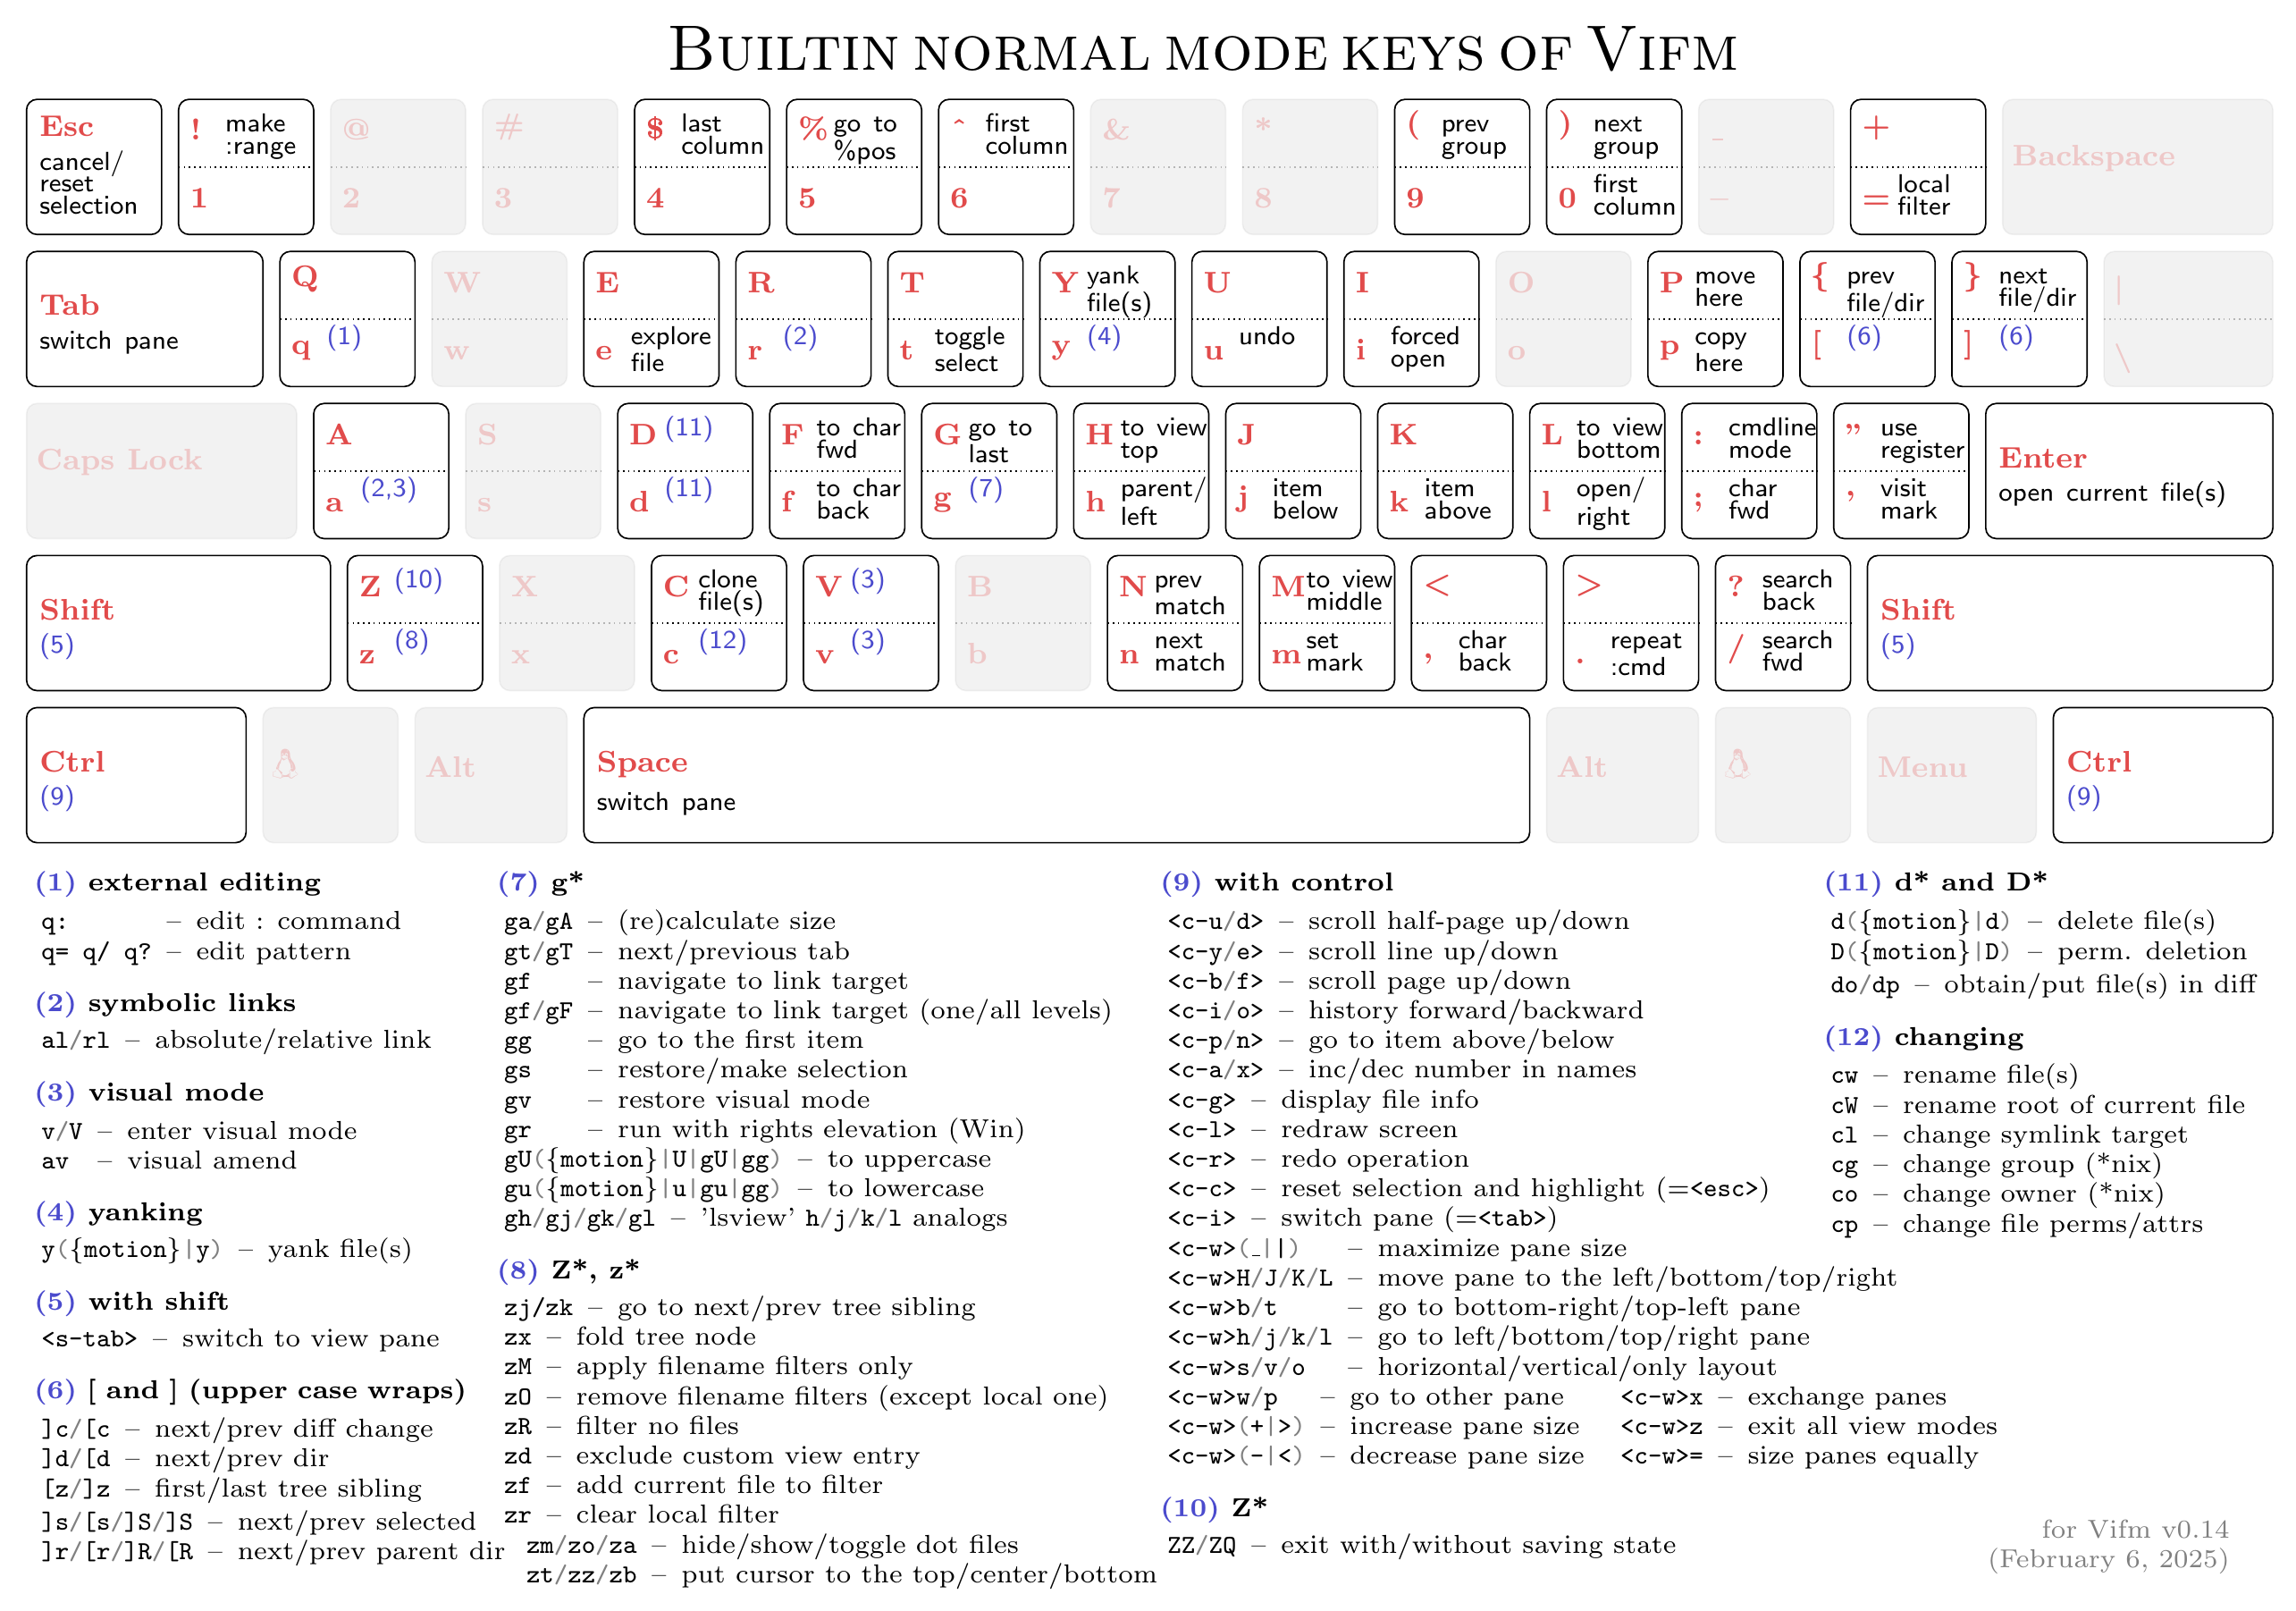 Builtin normal mode keys of Vifm
Esc
cancel/
reset
selection
! make
:range
1
@
2
#
3
$ last
column
4
% go to
%pos
5
^ first
column
6
&
7
*
8
( prev
group
9
) next
group
0 first
column
_
–
+
= local
filter
Backspace
Tab
switch pane
Q
q (1)
W
w
E
e explore
file
R
r (2)
T
t toggle
select
Y yank
file(s)
y (4)
U
u undo
I
i forced
open
O
o
P move
here
p copy
here
{ prev
file/dir
[ (6)
} next
file/dir
] (6)
|
\
Caps Lock
A
a (2,3)
S
s
D (11)
d (11)
F to char
fwd
f to char
back
G go to
last
g (7)
H to view
top
h parent/
left
J
j item
below
K
k item
above
L to view
bottom
l open/
right
: cmdline
mode
; char
fwd
” use
register
’ visit
mark
Enter
open current file(s)
Shift
(5)
Z (10)
z (8)
X
x
C clone
file(s)
c (12)
V (3)
v (3)
B
b
N prev
match
n next
match
M to view
middle
m set
mark
<
, char
back
>
. repeat
:cmd
? search
back
/ search
fwd
Shift
(5)
Ctrl
(9)
Alt
Space
switch pane
Alt
Menu
Ctrl
(9)
(1) external editing
q: – edit : command
q= q/ q? – edit pattern
(2) symbolic links
al/rl – absolute/relative link
(3) visual mode
v/V – enter visual mode
av – visual amend
(4) yanking
y({motion}|y) – yank file(s)
(5) with shift
<s-tab> – switch to view pane
(6) [ and ] (upper case wraps)
]c/[c – next/prev diff change
]d/[d – next/prev dir
[z/]z – first/last tree sibling
]s/[s/]S/]S – next/prev selected
]r/[r/]R/[R – next/prev parent dir
(7) g*
ga/gA – (re)calculate size
gt/gT – next/previous tab
gf – navigate to link target
gf/gF – navigate to link target (one/all levels)
gg – go to the first item
gs – restore/make selection
gv – restore visual mode
gr – run with rights elevation (Win)
gU({motion}|U|gU|gg) – to uppercase
gu({motion}|u|gu|gg) – to lowercase
gh/gj/gk/gl – ’lsview’ h/j/k/l analogs
(8) Z*, z*
zj/zk – go to next/prev tree sibling
zx – fold tree node
zM – apply filename filters only
zO – remove filename filters (except local one)
zR – filter no files
zd – exclude custom view entry
zf – add current file to filter
zr – clear local filter
zm/zo/za – hide/show/toggle dot files
zt/zz/zb – put cursor to the top/center/bottom
(9) with control
<c-u/d> – scroll half-page up/down
<c-y/e> – scroll line up/down
<c-b/f> – scroll page up/down
<c-i/o> – history forward/backward
<c-p/n> – go to item above/below
<c-a/x> – inc/dec number in names
<c-g> – display file info
<c-l> – redraw screen
<c-r> – redo operation
<c-c> – reset selection and highlight (=<esc>)
<c-i> – switch pane (=<tab>)
<c-w>(_||) – maximize pane size
<c-w>H/J/K/L – move pane to the left/bottom/top/right
<c-w>b/t – go to bottom-right/top-left pane
<c-w>h/j/k/l – go to left/bottom/top/right pane
<c-w>s/v/o – horizontal/vertical/only layout
<c-w>w/p – go to other pane
<c-w>(+|>) – increase pane size
<c-w>(-|<) – decrease pane size
<c-w>x – exchange panes
<c-w>z – exit all view modes
<c-w>= – size panes equally
(10) Z*
ZZ/ZQ – exit with/without saving state
(11) d* and D*
d({motion}|d) – delete file(s)
D({motion}|D) – perm. deletion
do/dp – obtain/put file(s) in diff
(12) changing
cw – rename file(s)
cW – rename root of current file
cl – change symlink target
cg – change group (*nix)
co – change owner (*nix)
cp – change file perms/attrs
for Vifm v0.14
(February 6, 2025)